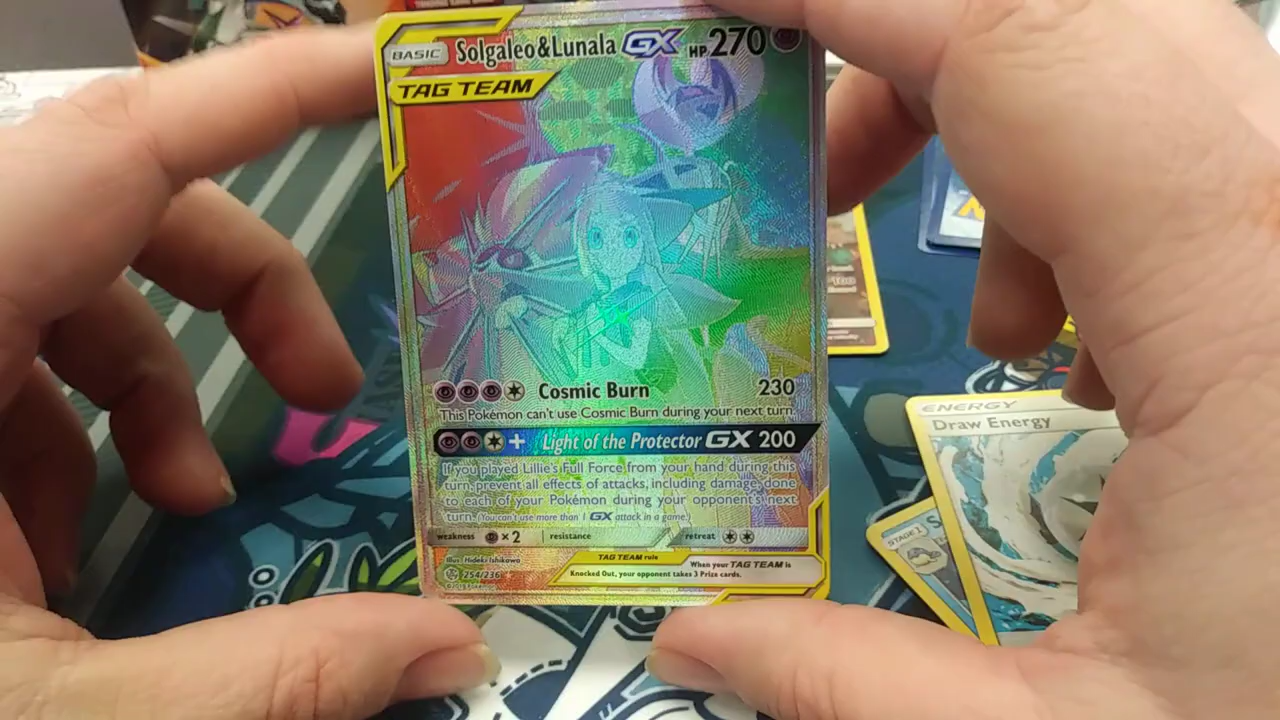 BASIC Solgaleo&Lunala GX HP 270
TAG TEAM
Cosmic Burn 230
This Pokémon can't use Cosmic Burn during your next turn.
+ Light of the Protector GX 200
If you played Lillie's Full Force from your hand during this
turn, prevent all effects of attacks, including damage, done
to each of your Pokémon during your opponent's next
turn. (You can't use more than 1 GX attack in a game.)
weakness ×2 resistance retreat
Illus. Hideki Ishikawa
254/236
TAG TEAM rule
When your TAG TEAM is
Knocked Out, your opponent takes 3 Prize cards.
ENERGY
Draw Energy
STAGE 1